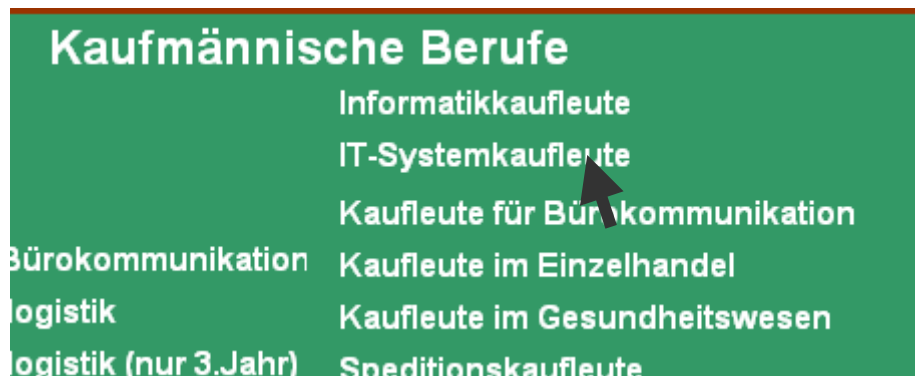 Kaufmännische Berufe
Informatikkaufleute
IT-Systemkaufleute
Kaufleute für Bürokommunikation
Bürokommunikation
Kaufleute im Einzelhandel
logistik
Kaufleute im Gesundheitswesen
logistik (nur 3.Jahr)
Speditionskaufleute